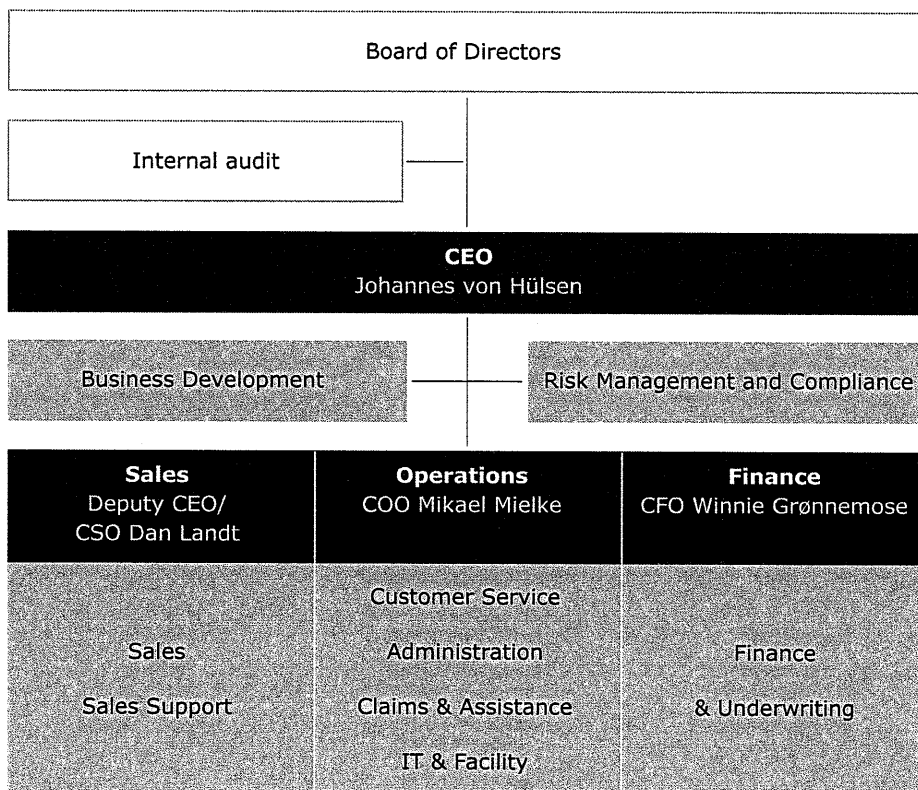 Board of Directors
Internal audit
CEO
Johannes von Hülsen
Business Development
Risk Management and Compliance
Sales
Deputy CEO/
CSO Dan Landt
Operations
COO Mikael Mielke
Finance
CFO Winnie Grønnemose
Sales
Sales Support
Customer Service
Administration
Claims & Assistance
IT & Facility
Finance
& Underwriting